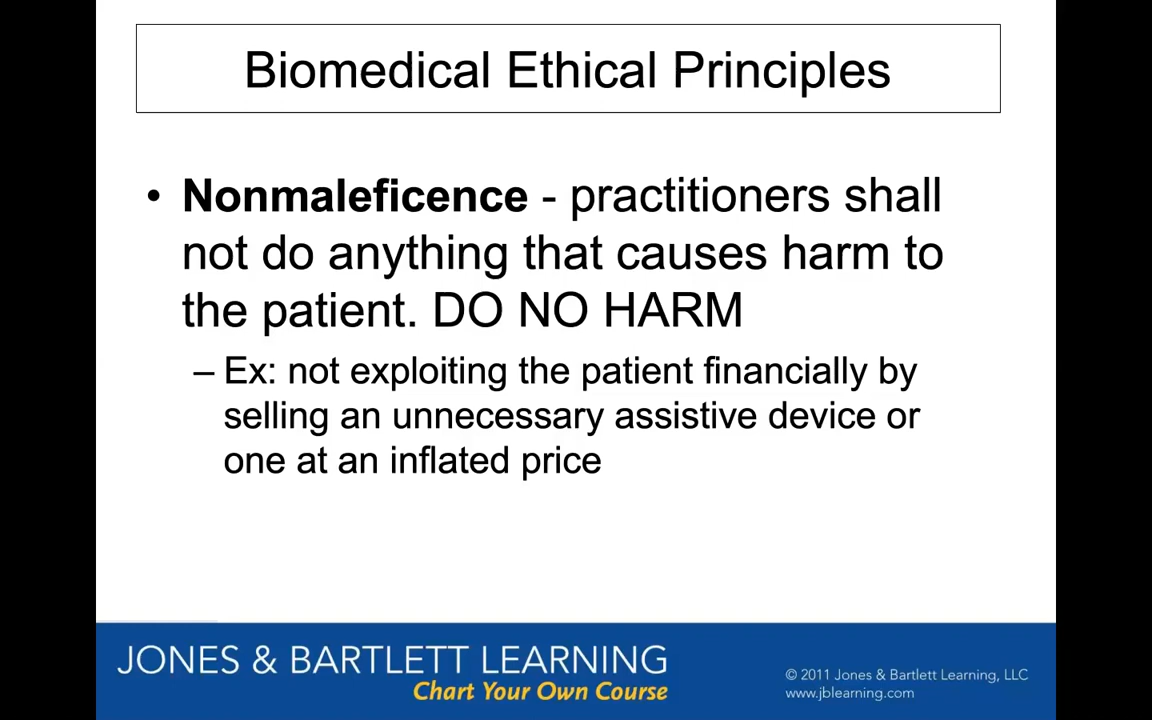 Biomedical Ethical Principles
• Nonmaleficence - practitioners shall
not do anything that causes harm to
the patient. DO NO HARM
– Ex: not exploiting the patient financially by
selling an unnecessary assistive device or
one at an inflated price
JONES & BARTLETT LEARNING
Chart Your Own Course
© 2011 Jones & Bartlett Learning, LLC
www.jblearning.com